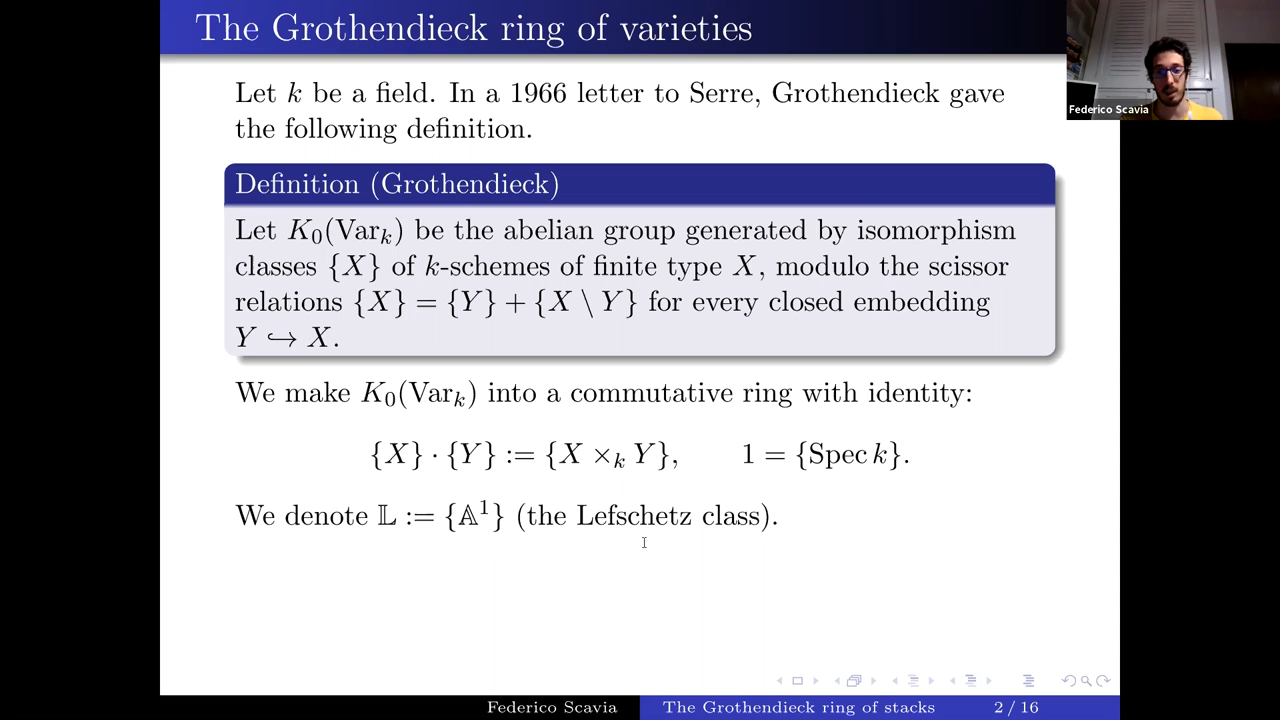 The Grothendieck ring of varieties
Federico Scavia
Let k be a field. In a 1966 letter to Serre, Grothendieck gave
the following definition.
Definition (Grothendieck)
Let K₀(Varₖ) be the abelian group generated by isomorphism
classes {X} of k-schemes of finite type X, modulo the scissor
relations {X} = {Y} + {X \ Y} for every closed embedding
Y ↪ X.
We make K₀(Varₖ) into a commutative ring with identity:
{X} · {Y} := {X ×ₖ Y}, 1 = {Spec k}.
We denote 𝕃 := {𝔸¹} (the Lefschetz class).
Federico Scavia The Grothendieck ring of stacks 2 / 16